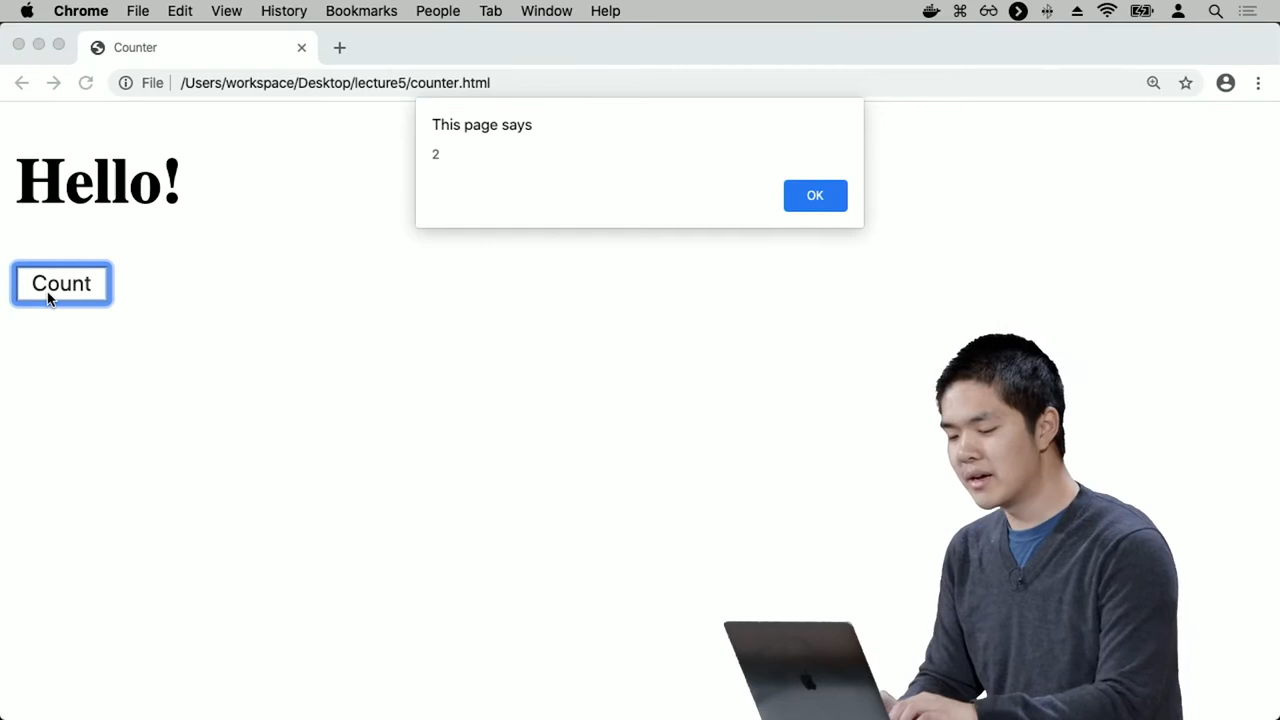 Chrome File Edit View History Bookmarks People Tab Window Help
Counter
File /Users/workspace/Desktop/lecture5/counter.html
This page says
2
OK
Hello!
Count